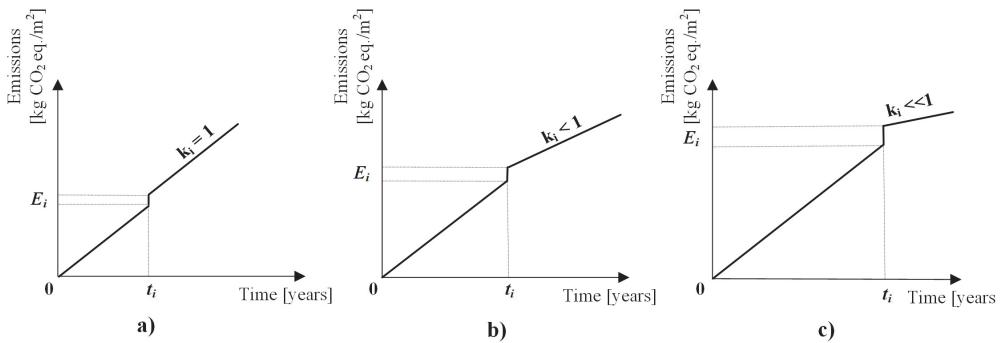 Emissions
[kg CO₂ eq./m²]
kᵢ = 1
Eᵢ
0
tᵢ
Time [years]
a)
Emissions
[kg CO₂ eq./m²]
kᵢ < 1
Eᵢ
0
tᵢ
Time [years]
b)
Emissions
[kg CO₂ eq./m²]
kᵢ <<1
Eᵢ
0
tᵢ
Time [years
c)